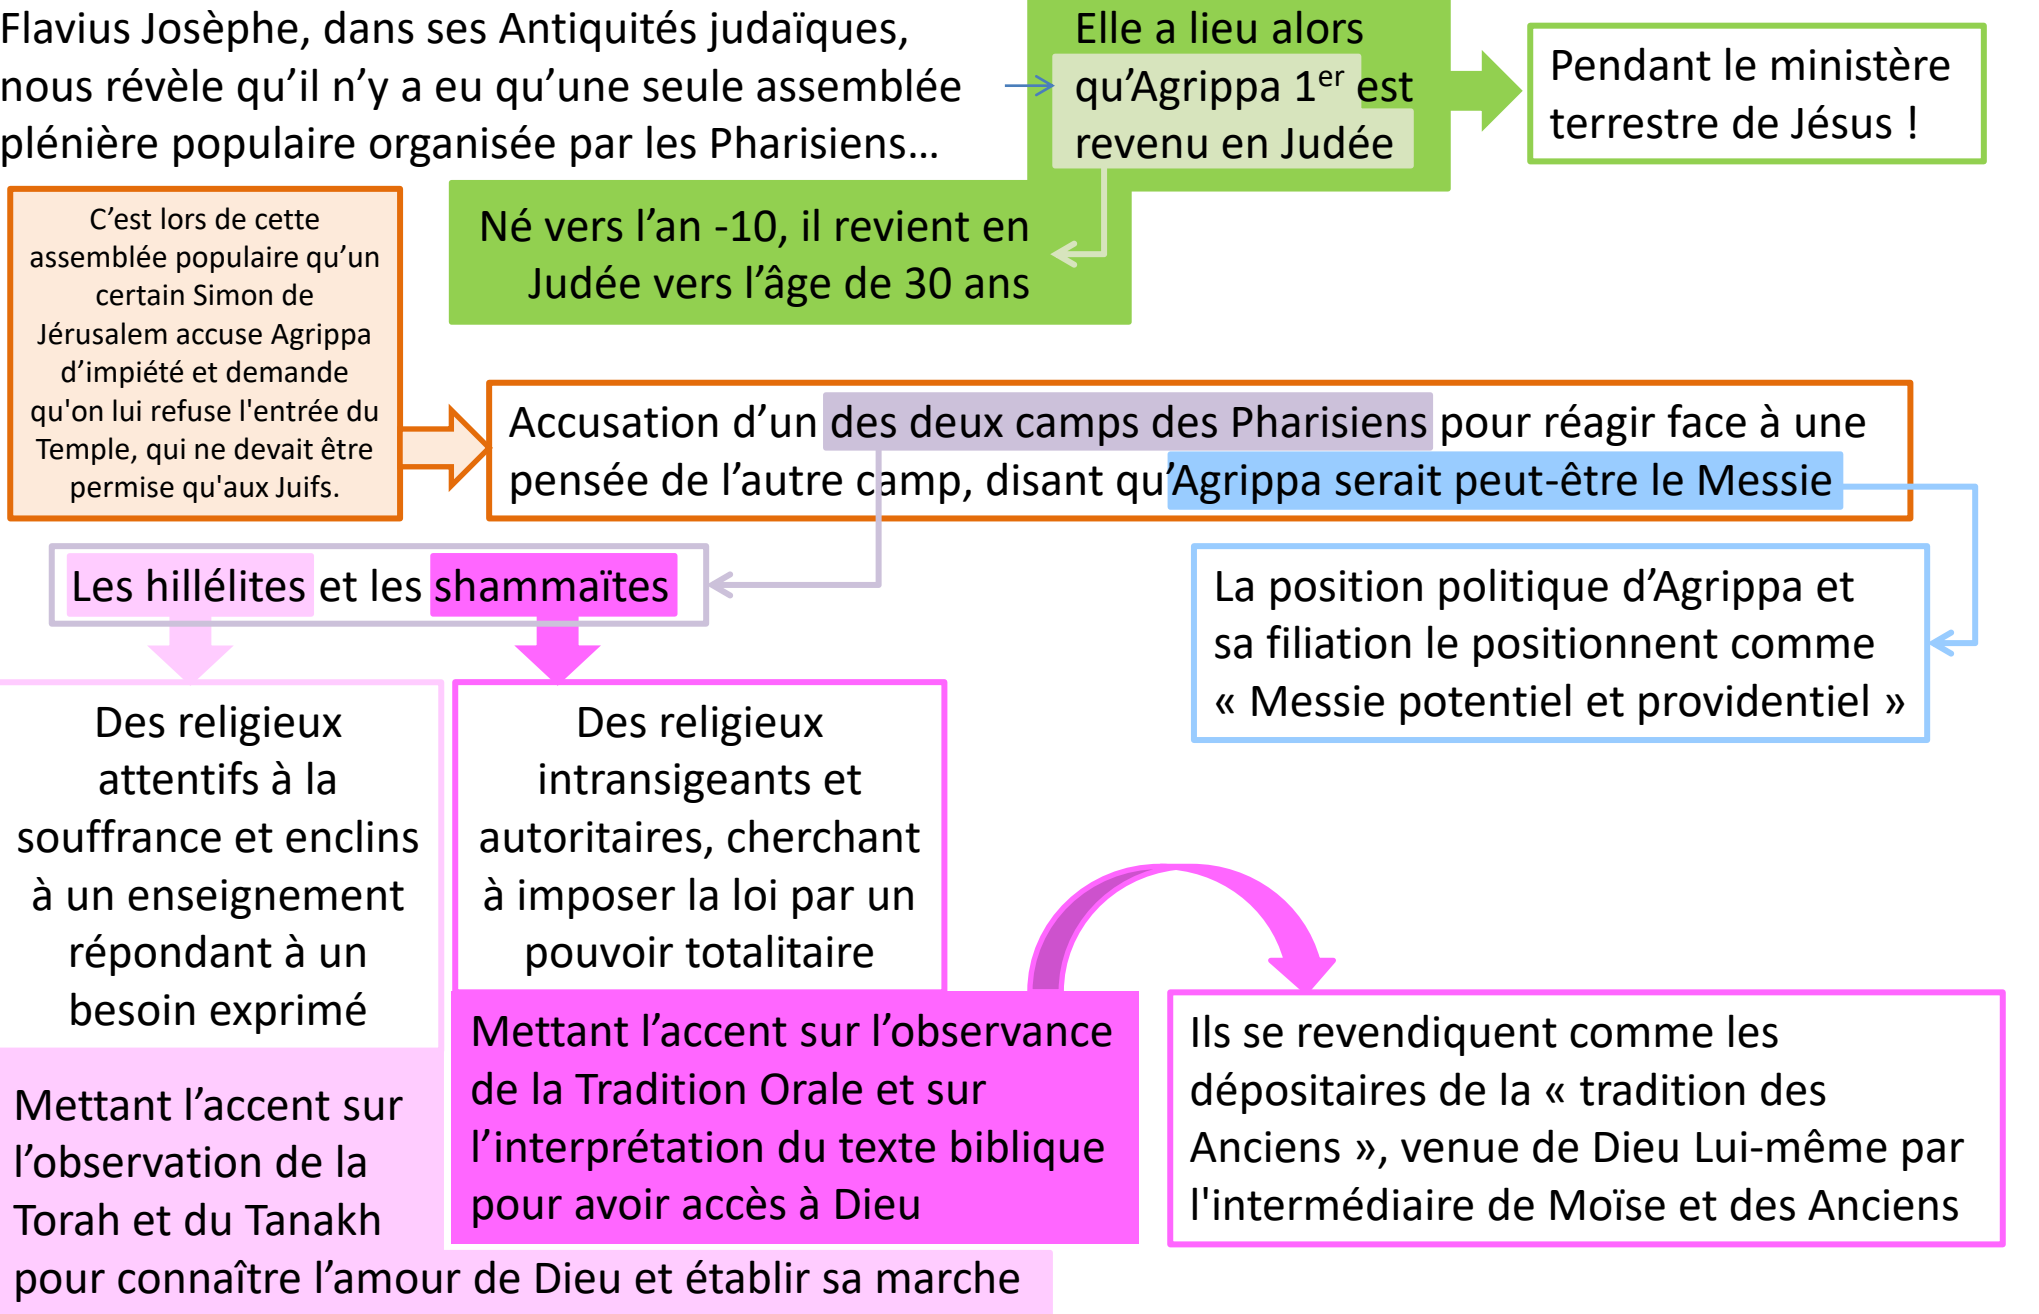 Flavius Josèphe, dans ses Antiquités judaïques,
nous révèle qu’il n’y a eu qu’une seule assemblée
plénière populaire organisée par les Pharisiens…
Elle a lieu alors
qu’Agrippa 1er est
revenu en Judée
Pendant le ministère
terrestre de Jésus !
Né vers l’an -10, il revient en
Judée vers l’âge de 30 ans
C’est lors de cette
assemblée populaire qu’un
certain Simon de
Jérusalem accuse Agrippa
d’impiété et demande
qu'on lui refuse l'entrée du
Temple, qui ne devait être
permise qu'aux Juifs.
Accusation d’un des deux camps des Pharisiens pour réagir face à une
pensée de l’autre camp, disant qu’Agrippa serait peut-être le Messie
Les hillélites et les shammaïtes
La position politique d’Agrippa et
sa filiation le positionnent comme
« Messie potentiel et providentiel »
Des religieux
attentifs à la
souffrance et enclins
à un enseignement
répondant à un
besoin exprimé
Mettant l’accent sur
l’observation de la
Torah et du Tanakh
pour connaître l’amour de Dieu et établir sa marche
Des religieux
intransigeants et
autoritaires, cherchant
à imposer la loi par un
pouvoir totalitaire
Mettant l’accent sur l’observance
de la Tradition Orale et sur
l’interprétation du texte biblique
pour avoir accès à Dieu
Ils se revendiquent comme les
dépositaires de la « tradition des
Anciens », venue de Dieu Lui-même par
l'intermédiaire de Moïse et des Anciens